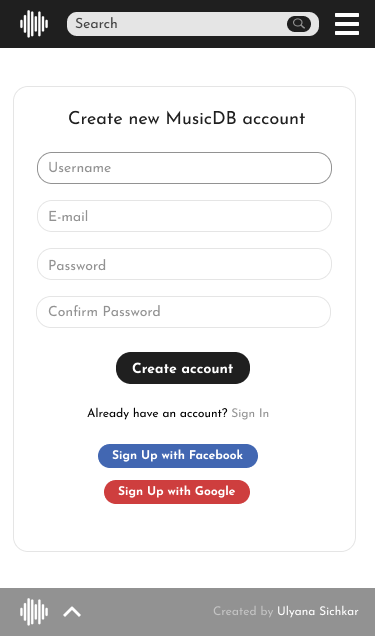 Search
Create new MusicDB account
Username
E-mail
Password
Confirm Password
Create account
Already have an account? Sign In
Sign Up with Facebook
Sign Up with Google
Created by Ulyana Sichkar